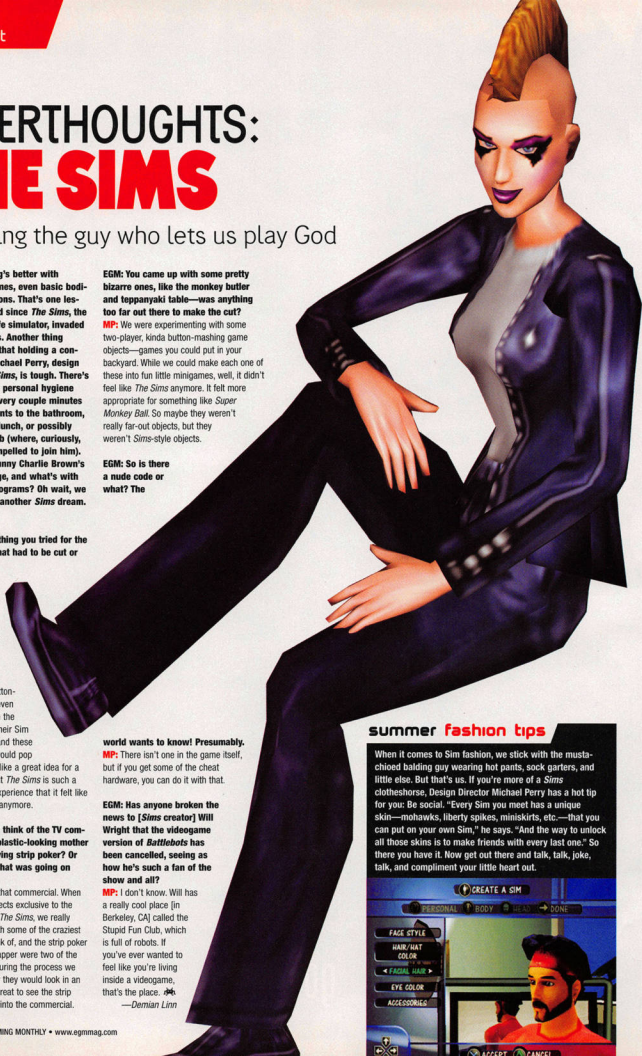 t
ERTHOUGHTS:
HE SIMS
ing the guy who lets us play God
g's better with
nes, even basic bodi-
ons. That's one les-
d since The Sims, the
fe simulator, invaded
s. Another thing
that holding a con-
chael Perry, design
ims, is tough. There's
personal hygiene
very couple minutes
nts to the bathroom,
lunch, or possibly
b (where, curiously,
npelled to join him).
nny Charlie Brown's
ge, and what's with
ograms? Oh wait, we
another Sims dream.
thing you tried for the
hat had to be cut or
tton-
ven
the
heir Sim
nd these
ould pop
like a great idea for a
t The Sims is such a
xperience that it felt like
anymore.
think of the TV com-
plastic-looking mother
ying strip poker? Or
hat was going on
hat commercial. When
ects exclusive to the
The Sims, we really
h some of the craziest
k of, and the strip poker
pper were two of the
uring the process we
they would look in an
reat to see the strip
into the commercial.
EGM: You came up with some pretty
bizarre ones, like the monkey butler
and teppanyaki table—was anything
too far out there to make the cut?
MP: We were experimenting with some
two-player, kinda button-mashing game
objects—games you could put in your
backyard. While we could make each one of
these into fun little minigames, well, it didn't
feel like The Sims anymore. It felt more
appropriate for something like Super
Monkey Ball. So maybe they weren't
really far-out objects, but they
weren't Sims-style objects.
EGM: So is there
a nude code or
what? The
world wants to know! Presumably.
MP: There isn't one in the game itself,
but if you get some of the cheat
hardware, you can do it with that.
EGM: Has anyone broken the
news to [Sims creator] Will
Wright that the videogame
version of Battlebots has
been cancelled, seeing as
how he's such a fan of the
show and all?
MP: I don't know. Will has
a really cool place [in
Berkeley, CA] called the
Stupid Fun Club, which
is full of robots. If
you've ever wanted to
feel like you're living
inside a videogame,
that's the place.
—Demian Linn
summer fashion tips
When it comes to Sim fashion, we stick with the musta-
chioed balding guy wearing hot pants, sock garters, and
little else. But that's us. If you're more of a Sims
clotheshorse, Design Director Michael Perry has a hot tip
for you: Be social. "Every Sim you meet has a unique
skin—mohawks, liberty spikes, miniskirts, etc.—that you
can put on your own Sim," he says. "And the way to unlock
all those skins is to make friends with every last one." So
there you have it. Now get out there and talk, talk, joke,
talk, and compliment your little heart out.
CREATE A SIM
PERSONAL BODY HEAD DONE
FACE STYLE
HAIR/HAT
COLOR
FACIAL HAIR
EYE COLOR
ACCESSORIES
ACCEPT CANCEL
MING MONTHLY • www.egmmag.com